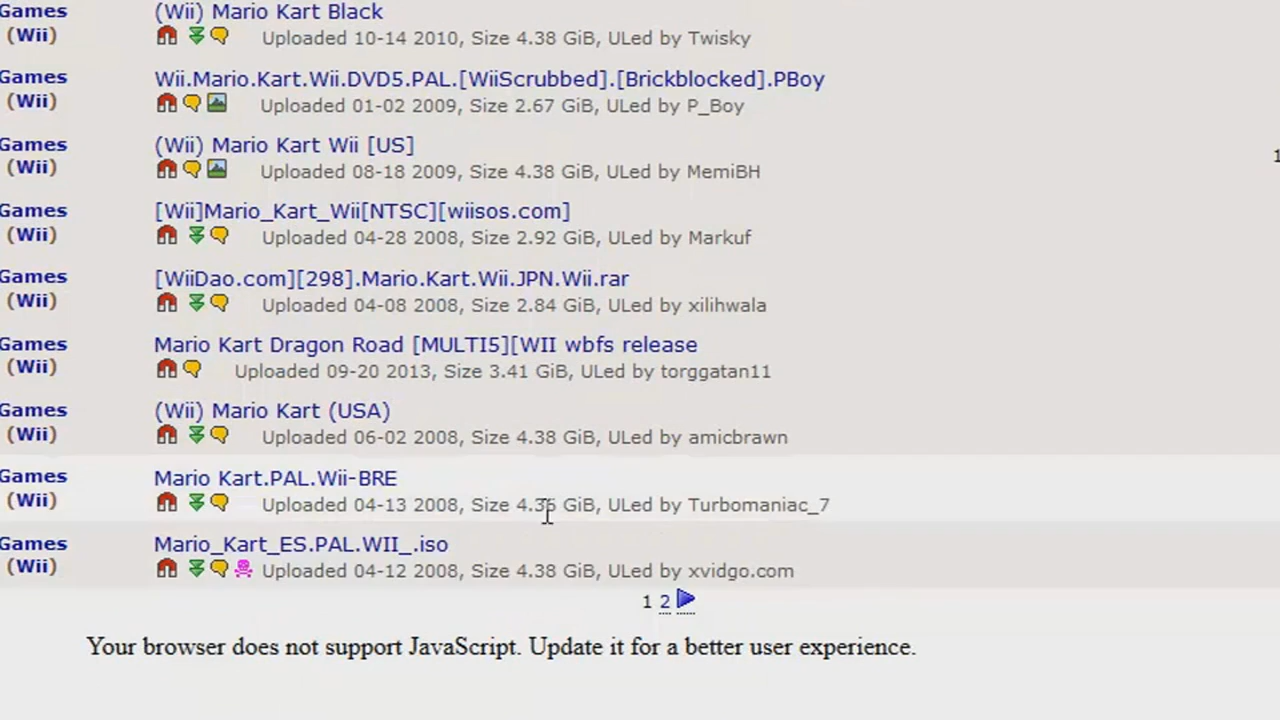 Games (Wii) Mario Kart Black
(Wii) Uploaded 10-14 2010, Size 4.38 GiB, ULed by Twisky
Games Wii.Mario.Kart.Wii.DVD5.PAL.[WiiScrubbed].[Brickblocked].PBoy
(Wii) Uploaded 01-02 2009, Size 2.67 GiB, ULed by P_Boy
Games (Wii) Mario Kart Wii [US]
1
(Wii) Uploaded 08-18 2009, Size 4.38 GiB, ULed by MemiBH
Games [Wii]Mario_Kart_Wii[NTSC][wiisos.com]
(Wii) Uploaded 04-28 2008, Size 2.92 GiB, ULed by Markuf
Games [WiiDao.com][298].Mario.Kart.Wii.JPN.Wii.rar
(Wii) Uploaded 04-08 2008, Size 2.84 GiB, ULed by xilihwala
Games Mario Kart Dragon Road [MULTI5][WII wbfs release
(Wii) Uploaded 09-20 2013, Size 3.41 GiB, ULed by torggatan11
Games (Wii) Mario Kart (USA)
(Wii) Uploaded 06-02 2008, Size 4.38 GiB, ULed by amicbrawn
Games Mario Kart.PAL.Wii-BRE
(Wii) Uploaded 04-13 2008, Size 4.36 GiB, ULed by Turbomaniac_7
Games Mario_Kart_ES.PAL.WII_.iso
(Wii) Uploaded 04-12 2008, Size 4.38 GiB, ULed by xvidgo.com
1 2
Your browser does not support JavaScript. Update it for a better user experience.